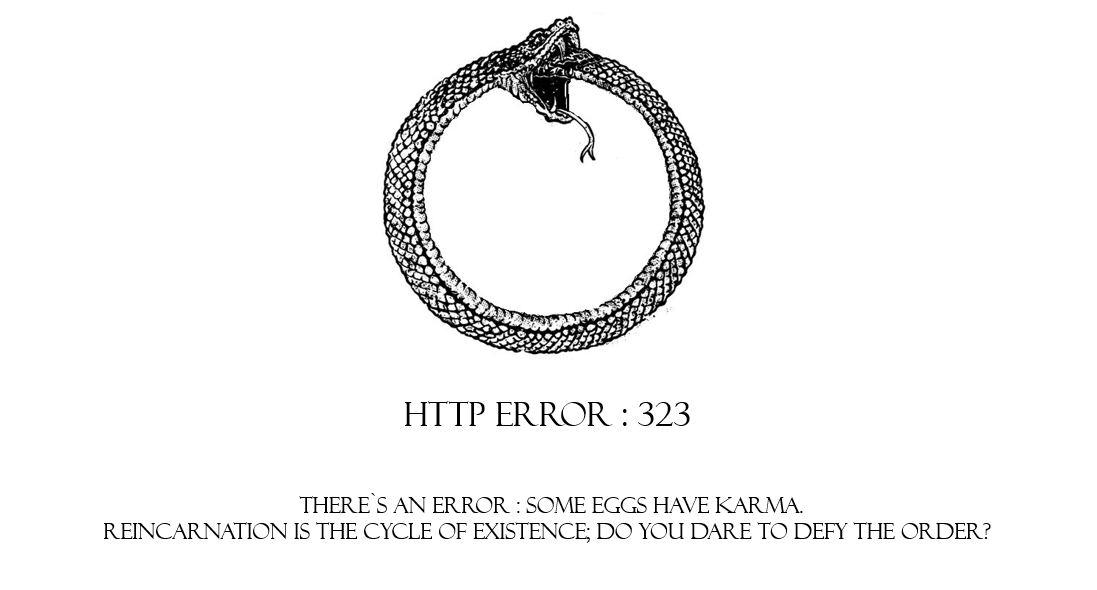 HTTP ERROR : 323
THERE`S AN ERROR : SOME EGGS HAVE KARMA.
REINCARNATION IS THE CYCLE OF EXISTENCE; DO YOU DARE TO DEFY THE ORDER?